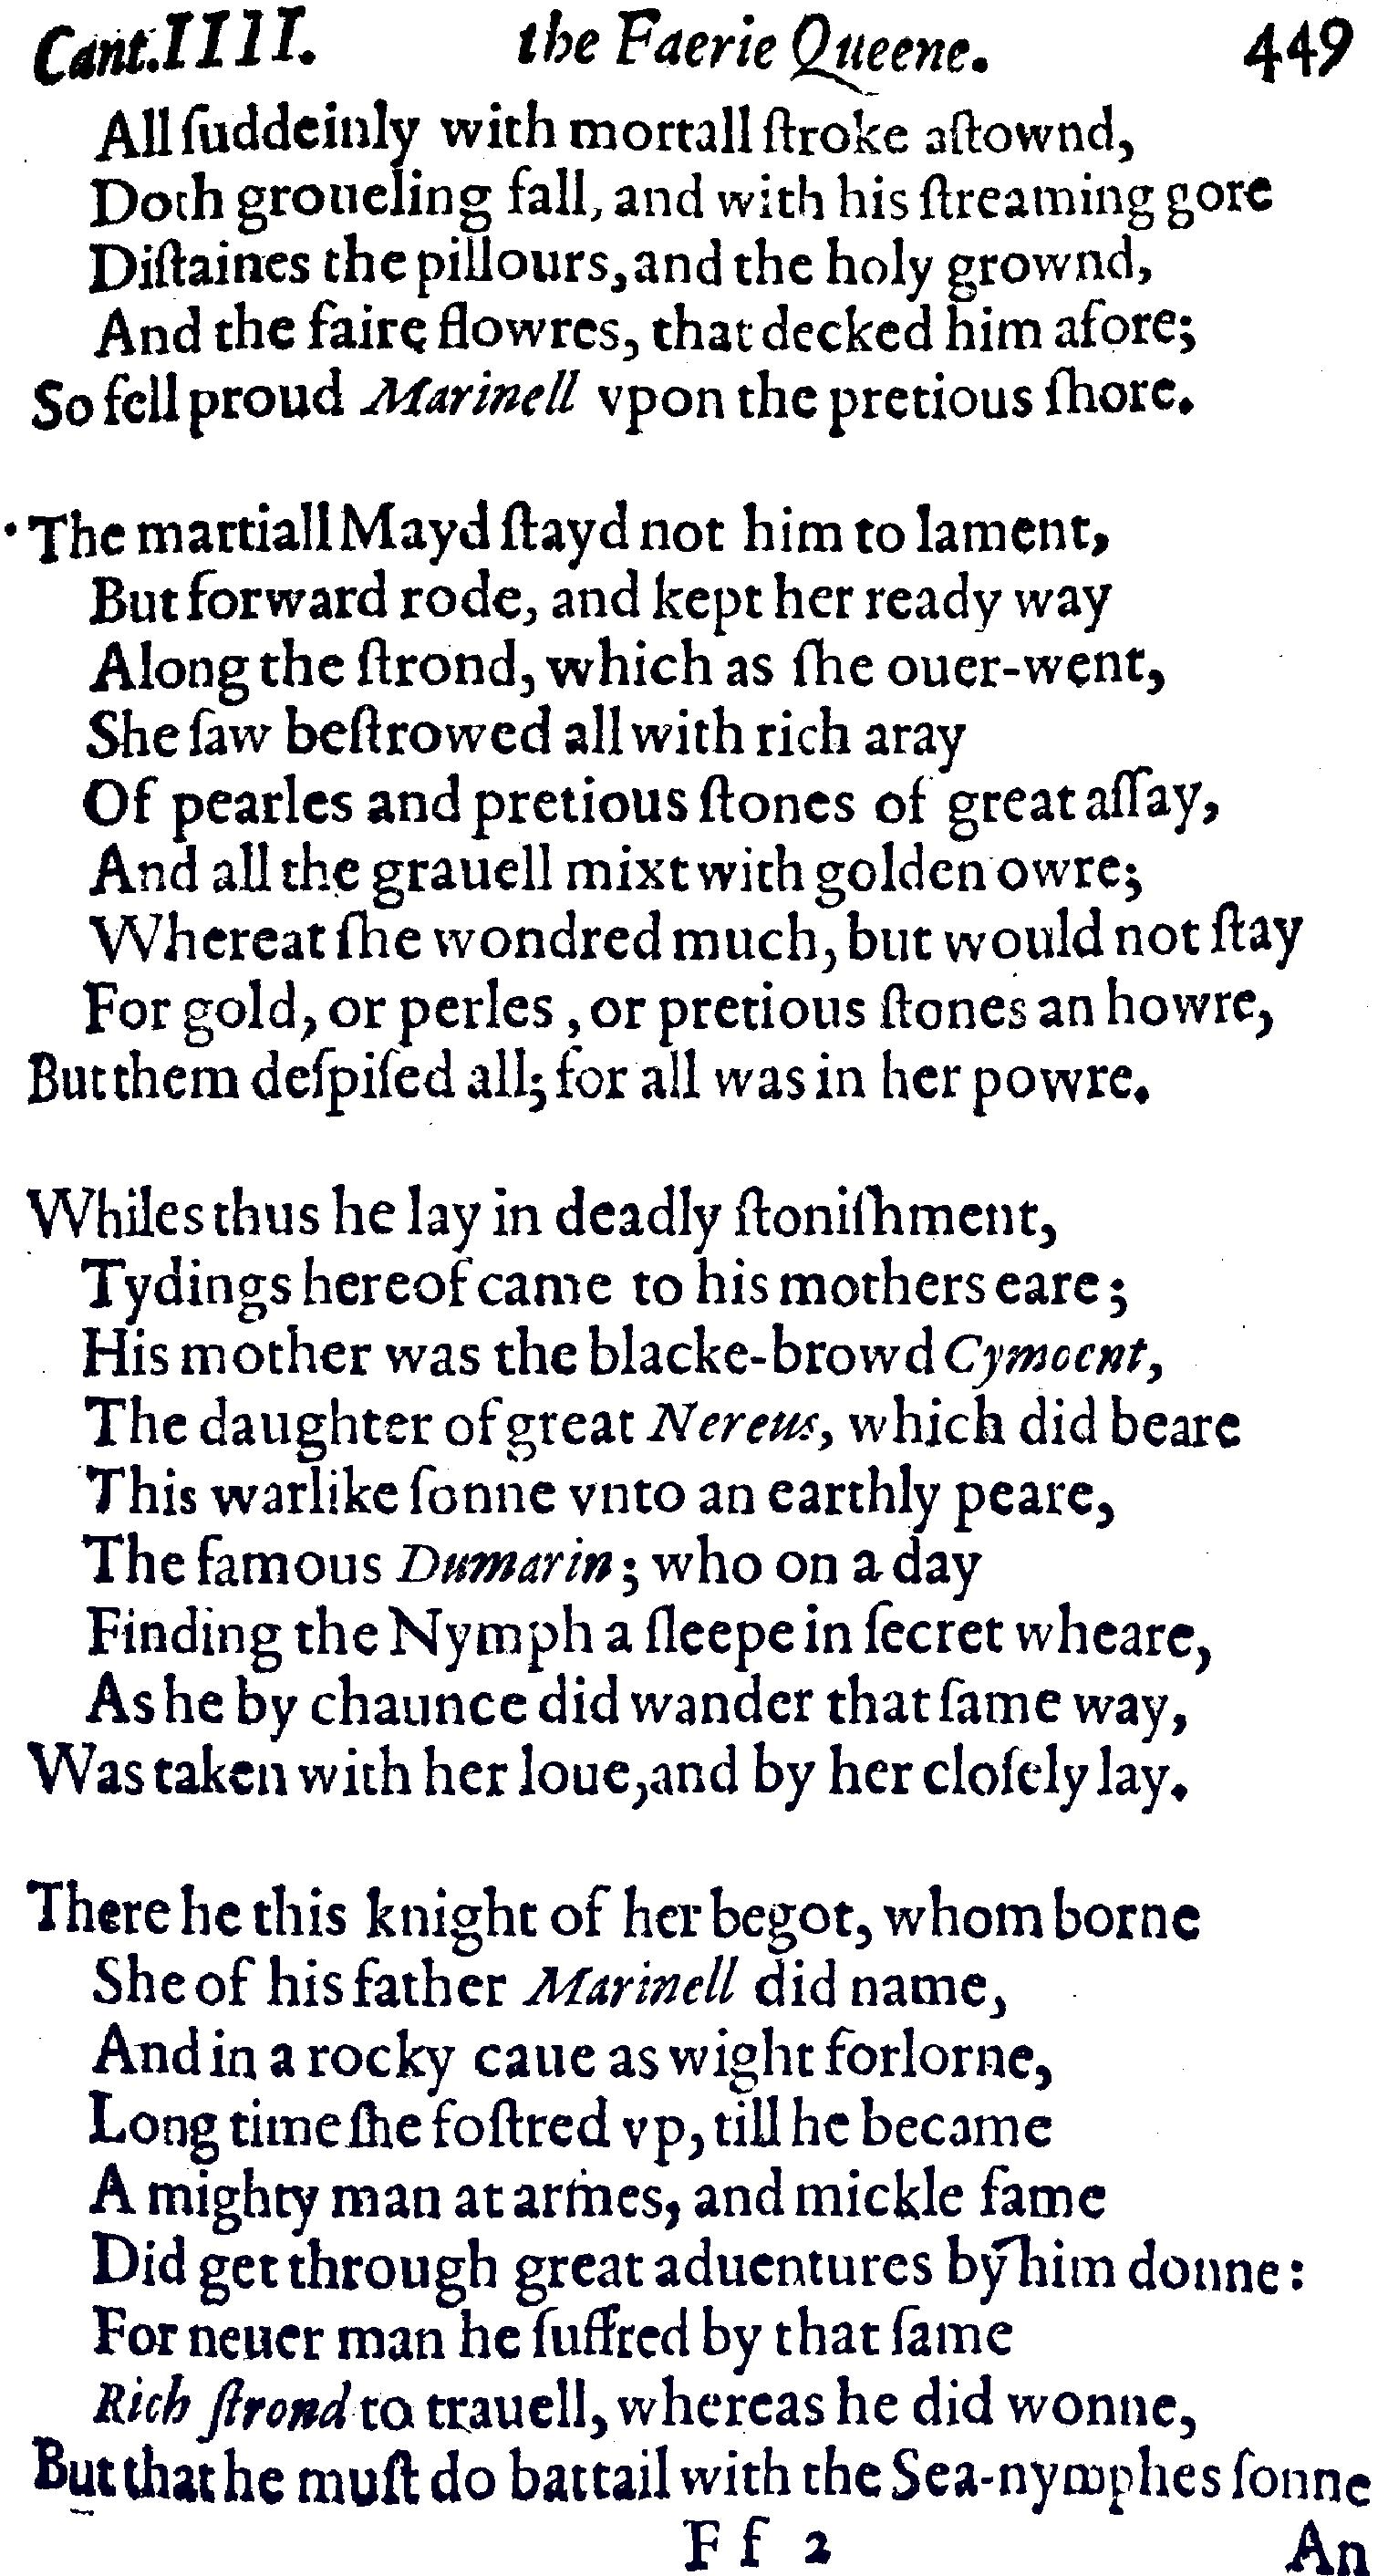 Cant.IIII. the Faerie Queene. 449
All ſuddeinly with mortall ſtroke aſtownd,
Doth groueling fall, and with his ſtreaming gore
Diſtaines the pillours, and the holy grownd,
And the faire flowres, that decked him afore;
So fell proud Marinell vpon the pretious ſhore.

The martiall Mayd ſtayd not him to lament,
But forward rode, and kept her ready way
Along the ſtrond, which as ſhe ouer-went,
She ſaw beſtrowed all with rich aray
Of pearles and pretious ſtones of great aſſay,
And all the grauell mixt with golden owre;
Whereat ſhe wondred much, but would not ſtay
For gold, or perles, or pretious ſtones an howre,
But them deſpiſed all; for all was in her powre.

Whiles thus he lay in deadly ſtoniſhment,
Tydings hereof came to his mothers eare;
His mother was the blacke-browd Cymoent,
The daughter of great Nereus, which did beare
This warlike ſonne vnto an earthly peare,
The famous Dumarin; who on a day
Finding the Nymph a ſleepe in ſecret wheare,
As he by chaunce did wander that ſame way,
Was taken with her loue, and by her cloſely lay.

There he this knight of her begot, whom borne
She of his father Marinell did name,
And in a rocky caue as wight forlorne,
Long time ſhe foſtred vp, till he became
A mighty man at armes, and mickle fame
Did get through great aduentures by him donne:
For neuer man he ſuffred by that ſame
Rich ſtrond to trauell, whereas he did wonne,
But that he muſt do battail with the Sea-nymphes ſonne
F f 2 An